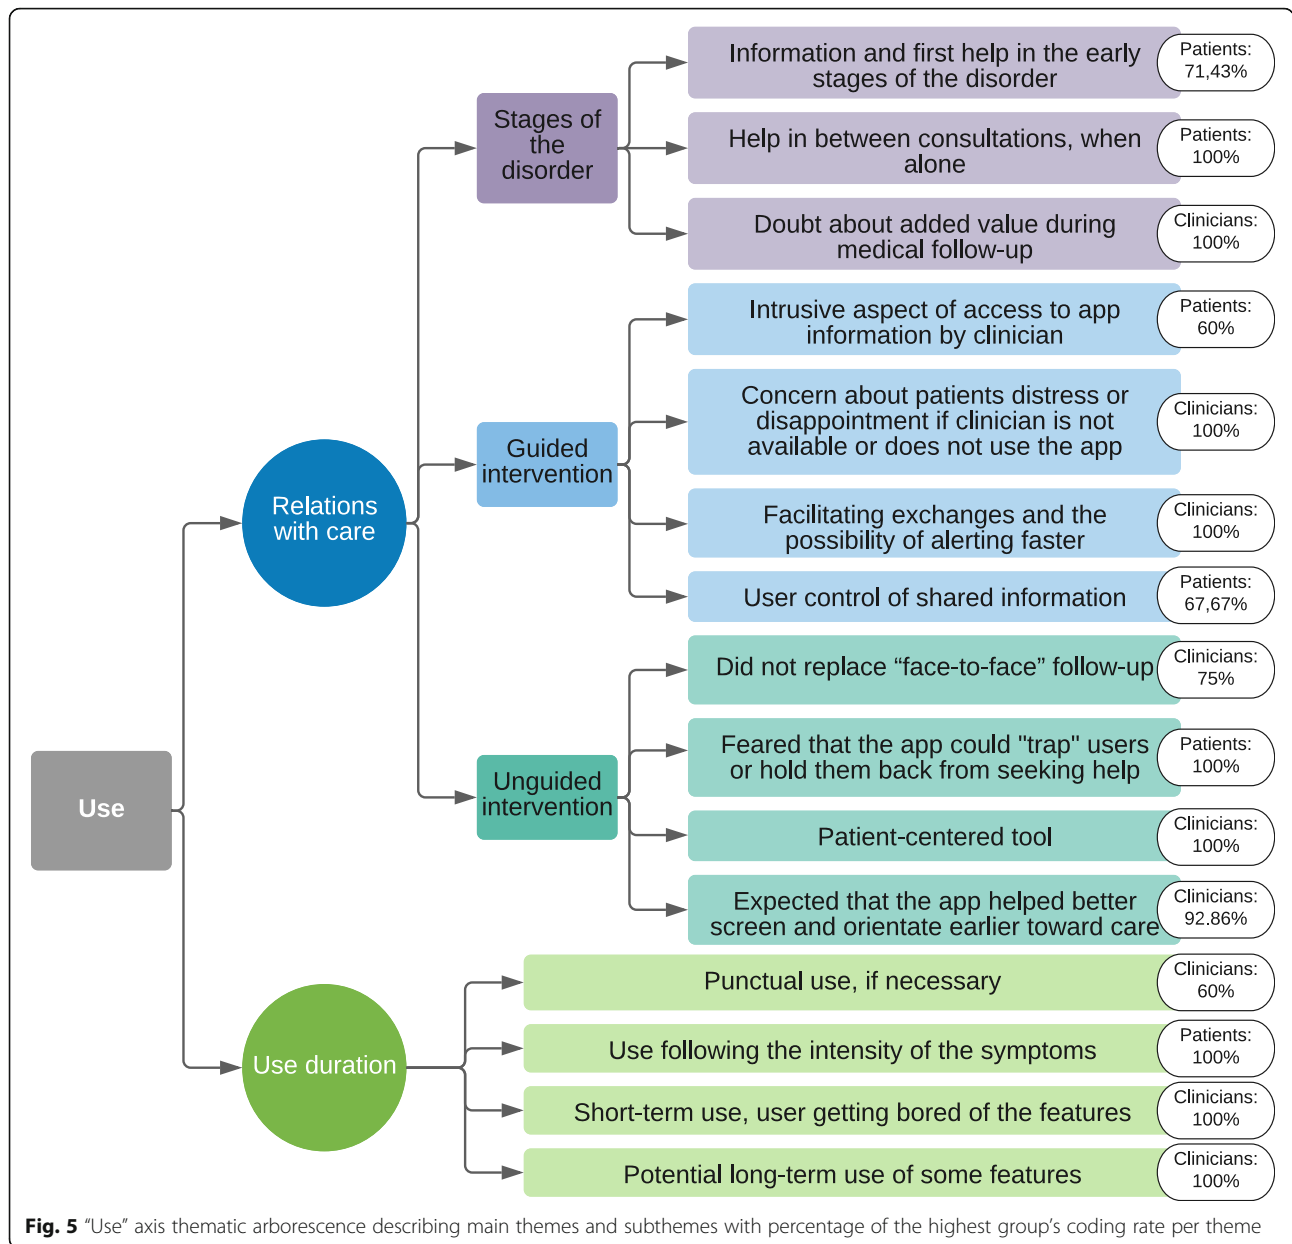 Use
Relations
with care
Stages of
the
disorder
Information and first help in the early
stages of the disorder
Patients:
71,43%
Help in between consultations, when
alone
Patients:
100%
Doubt about added value during
medical follow-up
Clinicians:
100%
Guided
intervention
Intrusive aspect of access to app
information by clinician
Patients:
60%
Concern about patients distress or
disappointment if clinician is not
available or does not use the app
Clinicians:
100%
Facilitating exchanges and the
possibility of alerting faster
Clinicians:
100%
User control of shared information
Patients:
67,67%
Unguided
intervention
Did not replace “face-to-face” follow-up
Clinicians:
75%
Feared that the app could "trap" users
or hold them back from seeking help
Patients:
100%
Patient-centered tool
Clinicians:
100%
Expected that the app helped better
screen and orientate earlier toward care
Clinicians:
92.86%
Use duration
Punctual use, if necessary
Clinicians:
60%
Use following the intensity of the symptoms
Patients:
100%
Short-term use, user getting bored of the features
Clinicians:
100%
Potential long-term use of some features
Clinicians:
100%
Fig. 5 “Use” axis thematic arborescence describing main themes and subthemes with percentage of the highest group’s coding rate per theme